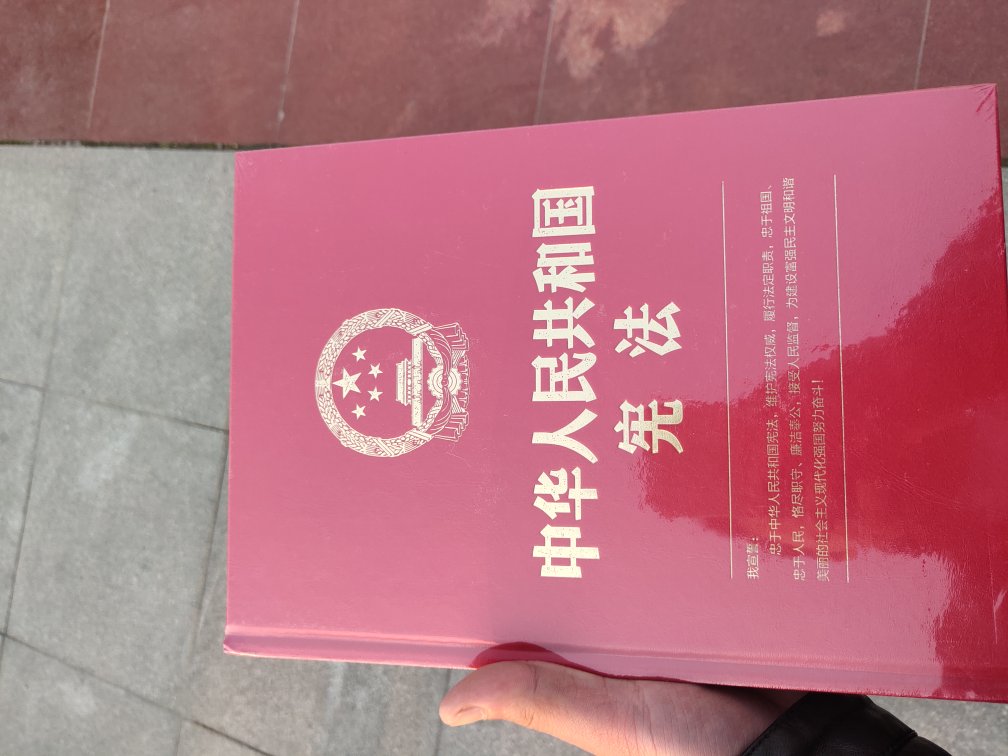 中华人民共和国
宪法
我宣誓：
忠于中华人民共和国宪法，维护宪法权威，履行法定职责，忠于祖国、
忠于人民，恪尽职守、廉洁奉公，接受人民监督，为建设富强民主文明和谐
美丽的社会主义现代化强国努力奋斗！